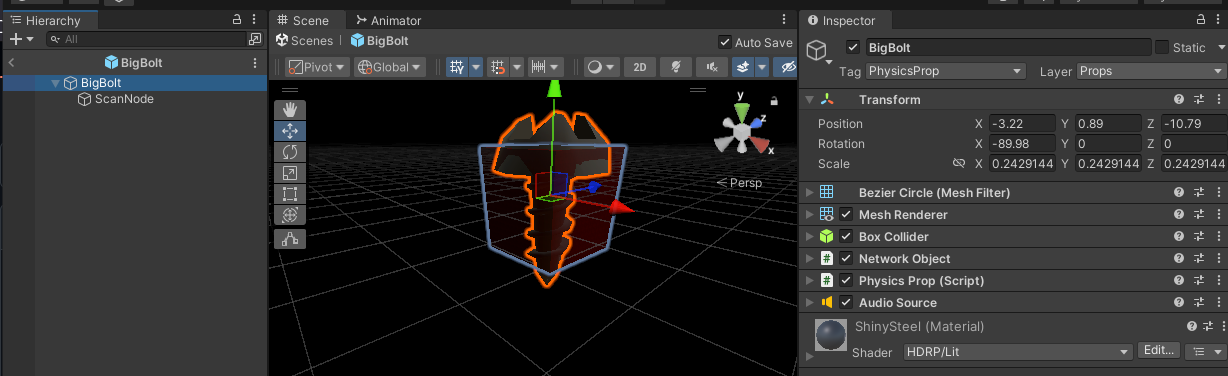 Hierarchy
All
BigBolt
BigBolt
ScanNode
Scene
Animator
Scenes
BigBolt
Auto Save
Pivot
Global
2D
y
z
x
Persp
Inspector
BigBolt
Static
Tag PhysicsProp Layer Props
Transform
Position X -3.22 Y 0.89 Z -10.79
Rotation X -89.98 Y 0 Z 0
Scale X 0.2429144 Y 0.2429144 Z 0.2429144
Bezier Circle (Mesh Filter)
Mesh Renderer
Box Collider
Network Object
Physics Prop (Script)
Audio Source
ShinySteel (Material)
Shader HDRP/Lit Edit...